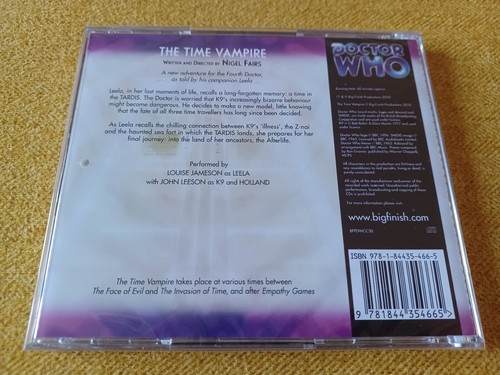 THE TIME VAMPIRE
WRITTEN AND DIRECTED BY NIGEL FAIRS
A new adventure for the Fourth Doctor,
as told by his companion Leela
Leela, in her last moments of life, recalls a long-forgotten memory: a time in
the TARDIS. The Doctor is worried that K9's increasingly bizarre behaviour
might become dangerous. He decides to make a new model, little knowing
that the fate of all three time travellers has long since been decided.
As Leela recalls the chilling connection between K9's 'illness', the Z-nai
and the haunted sea fort in which the TARDIS lands, she prepares for her
final journey: into the land of her ancestors, the Afterlife.
Performed by
LOUISE JAMESON as LEELA
with JOHN LEESON as K9 and HOLLAND
The Time Vampire takes place at various times between
The Face of Evil and The Invasion of Time, and after Empathy Games
DOCTOR
WHO
www.bigfinish.com
ISBN 978-1-84435-466-5
9 781844 354665 >